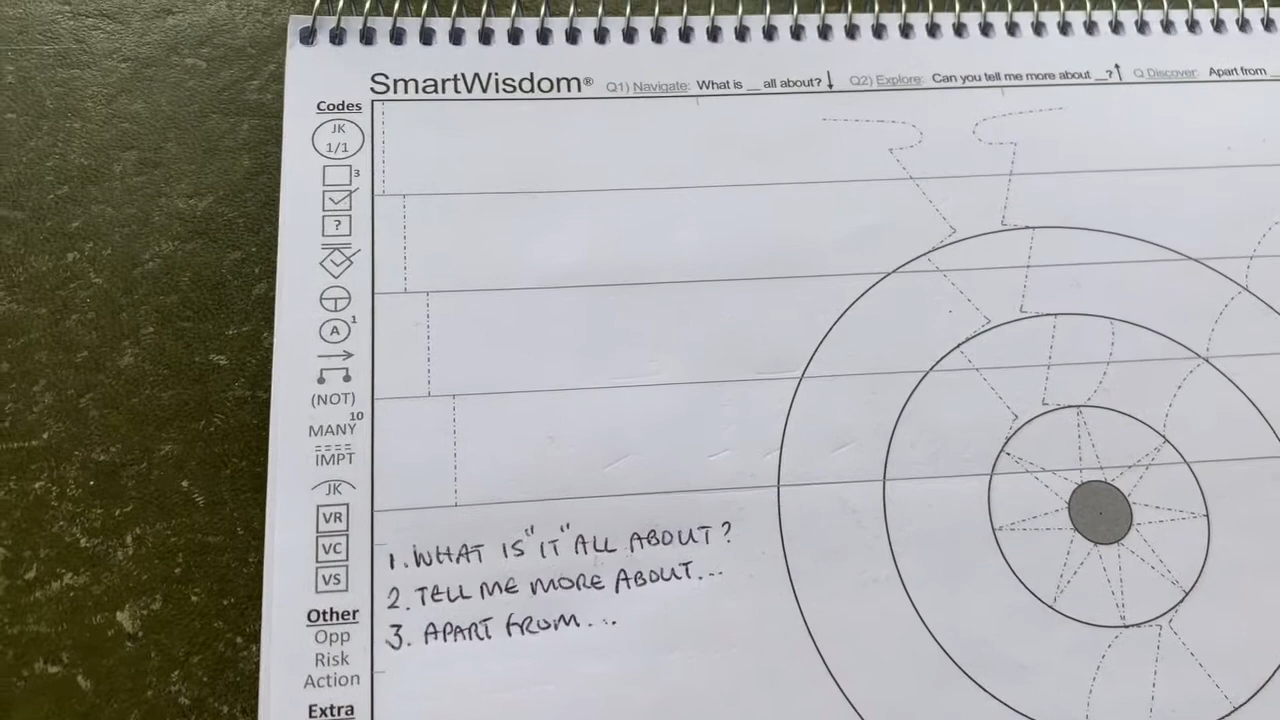 SmartWisdom® Q1) Navigate: What is __ all about? Q2) Explore: Can you tell me more about __? Q Discover: Apart from __
Codes
JK
1/1
3
?
A 1
(NOT)
MANY 10
IMPT
JK
VR
VC
VS
Other
Opp
Risk
Action
Extra
1. WHAT IS "IT" ALL ABOUT?
2. TELL ME MORE ABOUT...
3. APART FROM...